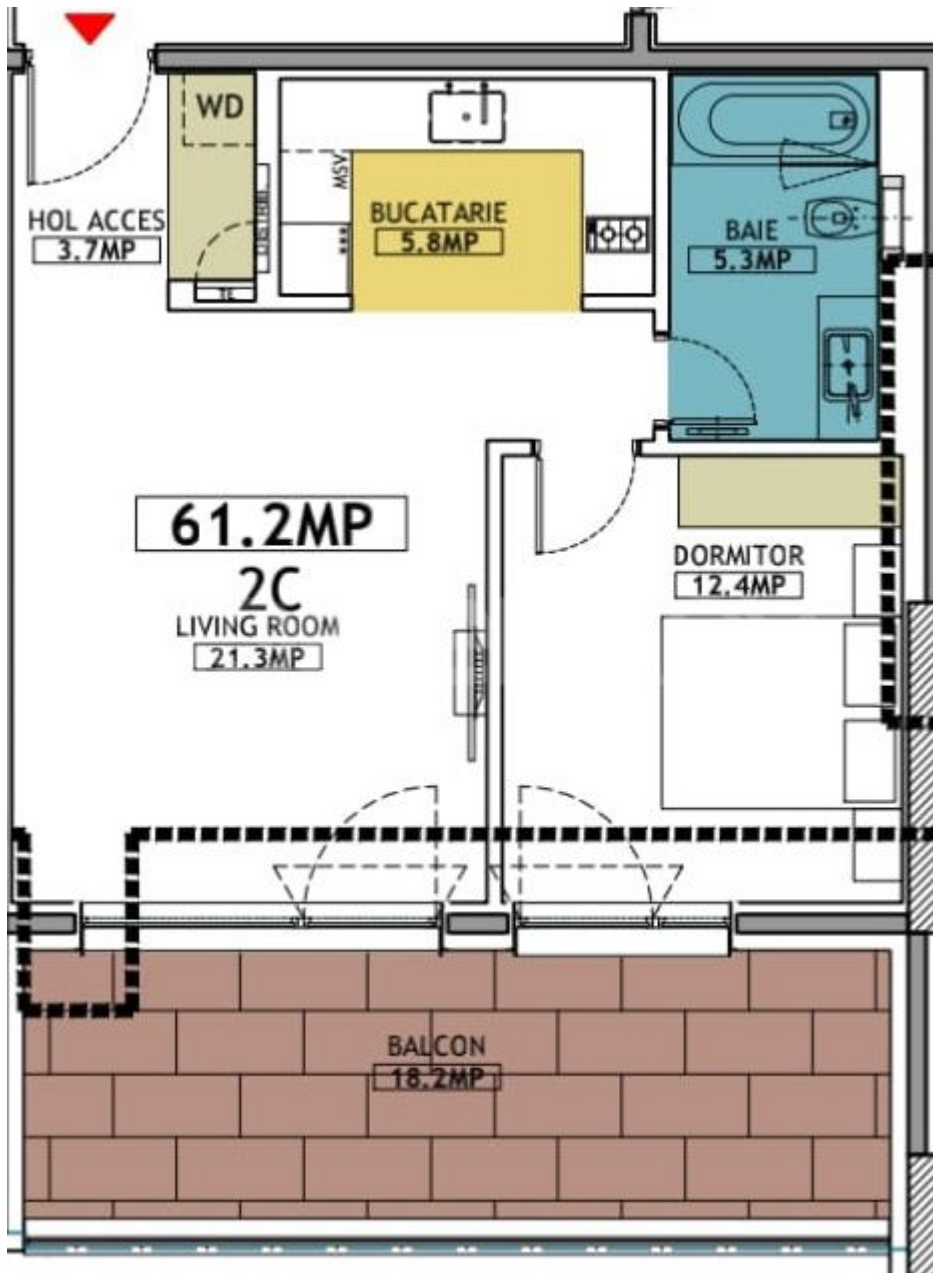 WD
MSV
HOL ACCES
3.7MP
BUCATARIE
5.8MP
BAIE
5.3MP
TE
61.2MP
2C
LIVING ROOM
21.3MP
DORMITOR
12.4MP
BALCON
18.2MP